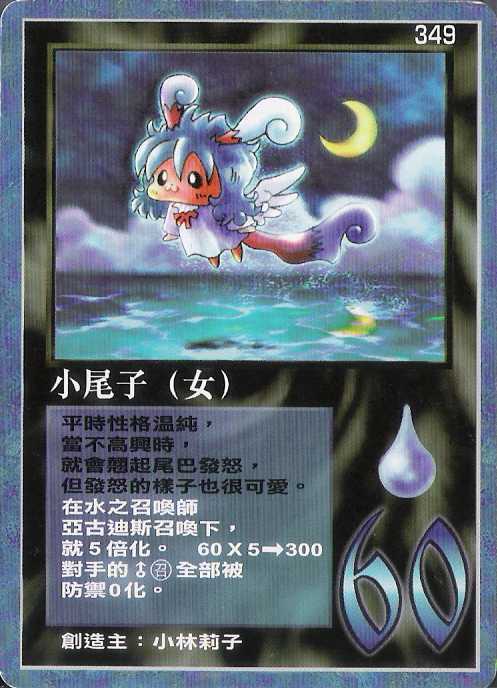 349
小尾子（女）
平時性格温純，
當不高興時，
就會翹起尾巴發怒，
但發怒的樣子也很可愛。
在水之召喚師
亞古迪斯召喚下，
就５倍化。 60Ｘ5→300
對手的㊟全部被
防禦0化。
60
創造主：小林莉子